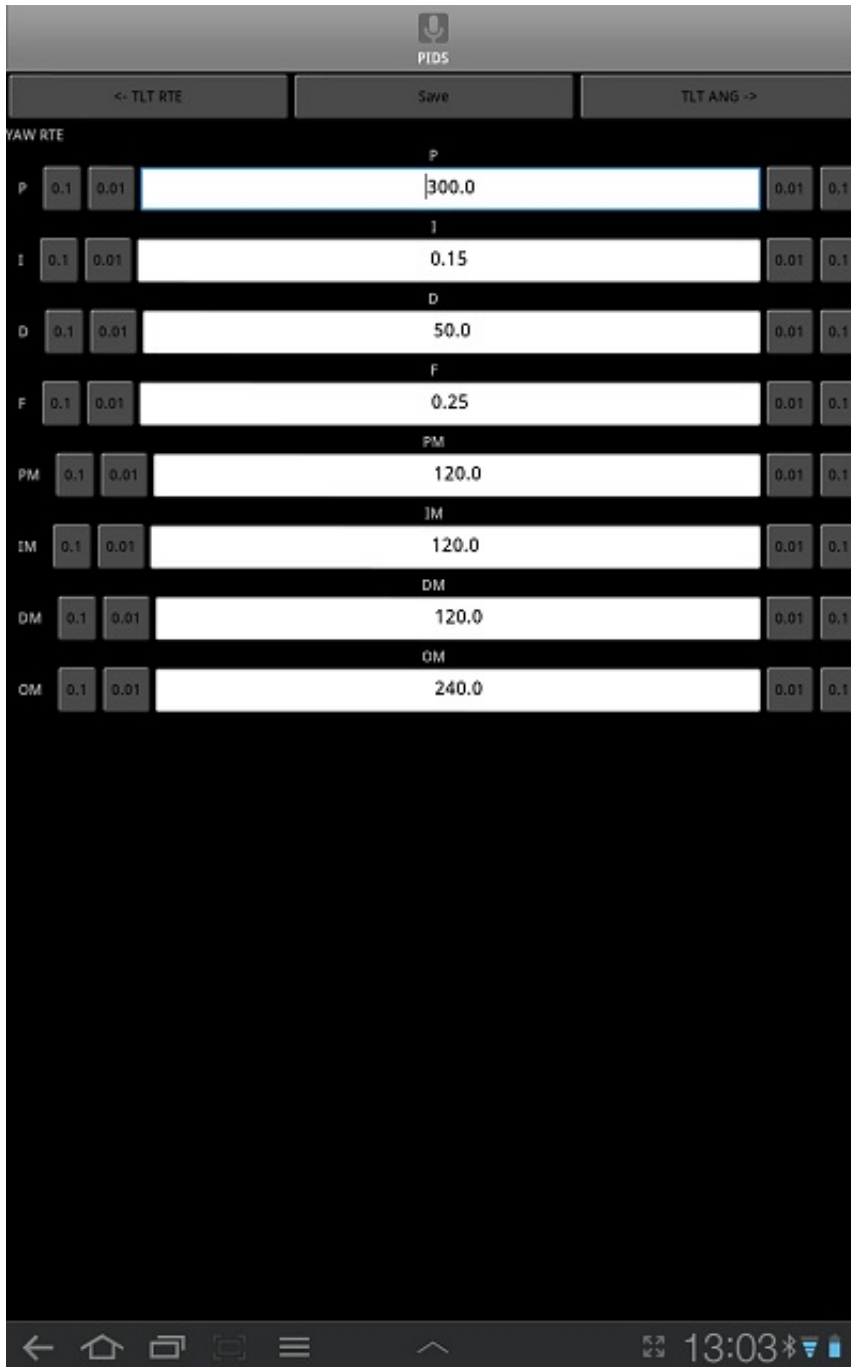 PIDS
<- TLT RTE Save TLT ANG ->
YAW RTE
P
P 0.1 0.01 300.0 0.01 0.1
I
I 0.1 0.01 0.15 0.01 0.1
D
D 0.1 0.01 50.0 0.01 0.1
F
F 0.1 0.01 0.25 0.01 0.1
PM
PM 0.1 0.01 120.0 0.01 0.1
IM
IM 0.1 0.01 120.0 0.01 0.1
DM
DM 0.1 0.01 120.0 0.01 0.1
OM
OM 0.1 0.01 240.0 0.01 0.1
13:03